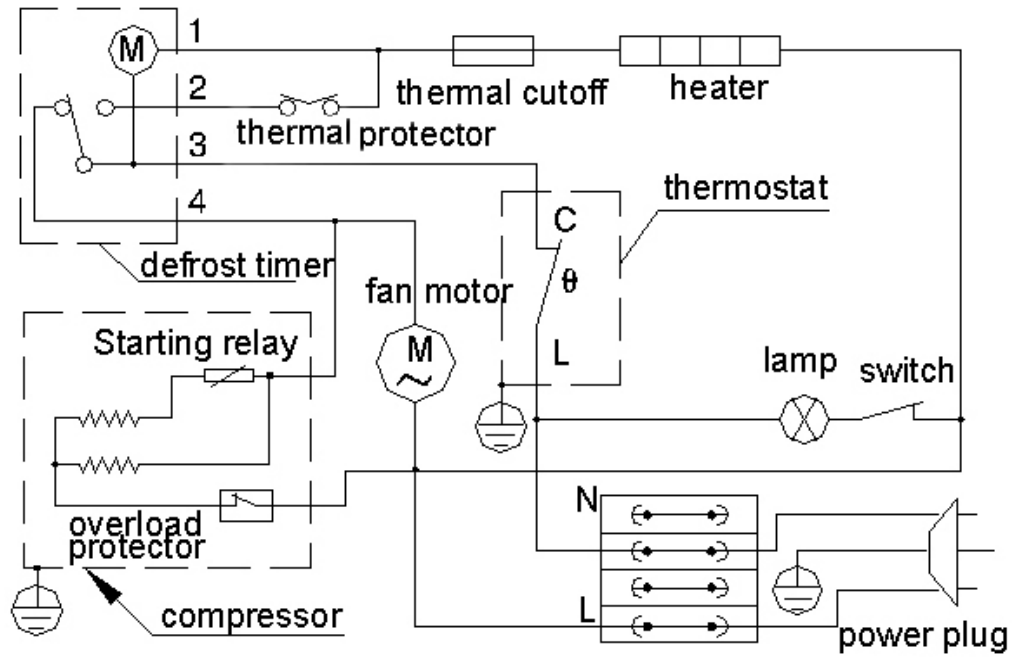 M
1
2
3
4
thermal cutoff
heater
thermal protector
thermostat
C
θ
L
defrost timer
fan motor
M
Starting relay
lamp
switch
overload
protector
compressor
N
L
power plug